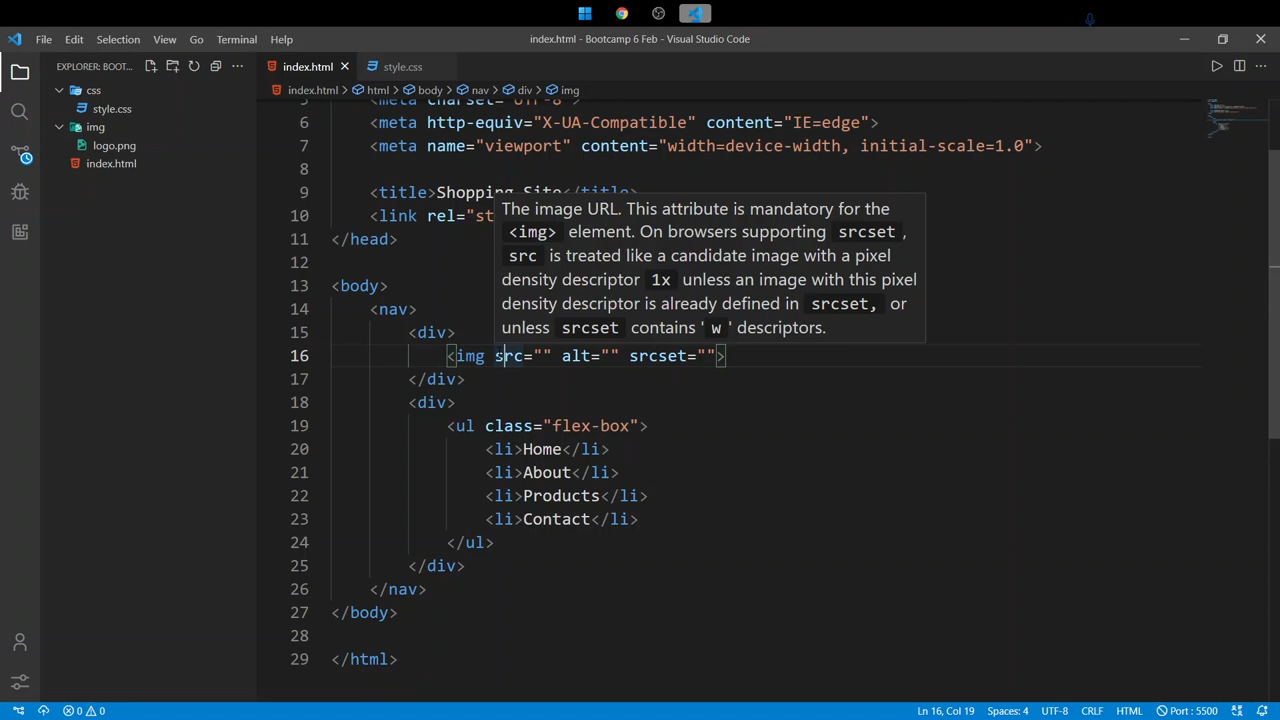 File Edit Selection View Go Terminal Help
index.html - Bootcamp 6 Feb - Visual Studio Code
EXPLORER: BOOT...
index.html
style.css
index.html > html > body > nav > div > img
css
style.css
img
logo.png
index.html
5 <meta charset="UTF-8">
6 <meta http-equiv="X-UA-Compatible" content="IE=edge">
7 <meta name="viewport" content="width=device-width, initial-scale=1.0">
8
9 <title>Shopping Site</title>
10 <link rel="st
11 </head>
12
13 <body>
14 <nav>
15 <div>
16 <img src="" alt="" srcset="">
17 </div>
18 <div>
19 <ul class="flex-box">
20 <li>Home</li>
21 <li>About</li>
22 <li>Products</li>
23 <li>Contact</li>
24 </ul>
25 </div>
26 </nav>
27 </body>
28
29 </html>
The image URL. This attribute is mandatory for the
<img> element. On browsers supporting srcset,
src is treated like a candidate image with a pixel
density descriptor 1x unless an image with this pixel
density descriptor is already defined in srcset, or
unless srcset contains ' w ' descriptors.
0 0
Ln 16, Col 19 Spaces: 4 UTF-8 CRLF HTML Port : 5500